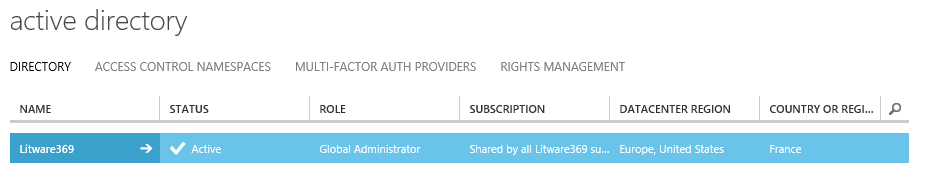 active directory
DIRECTORY ACCESS CONTROL NAMESPACES MULTI-FACTOR AUTH PROVIDERS RIGHTS MANAGEMENT
NAME STATUS ROLE SUBSCRIPTION DATACENTER REGION COUNTRY OR REGI...
Litware369 Active Global Administrator Shared by all Litware369 su... Europe, United States France